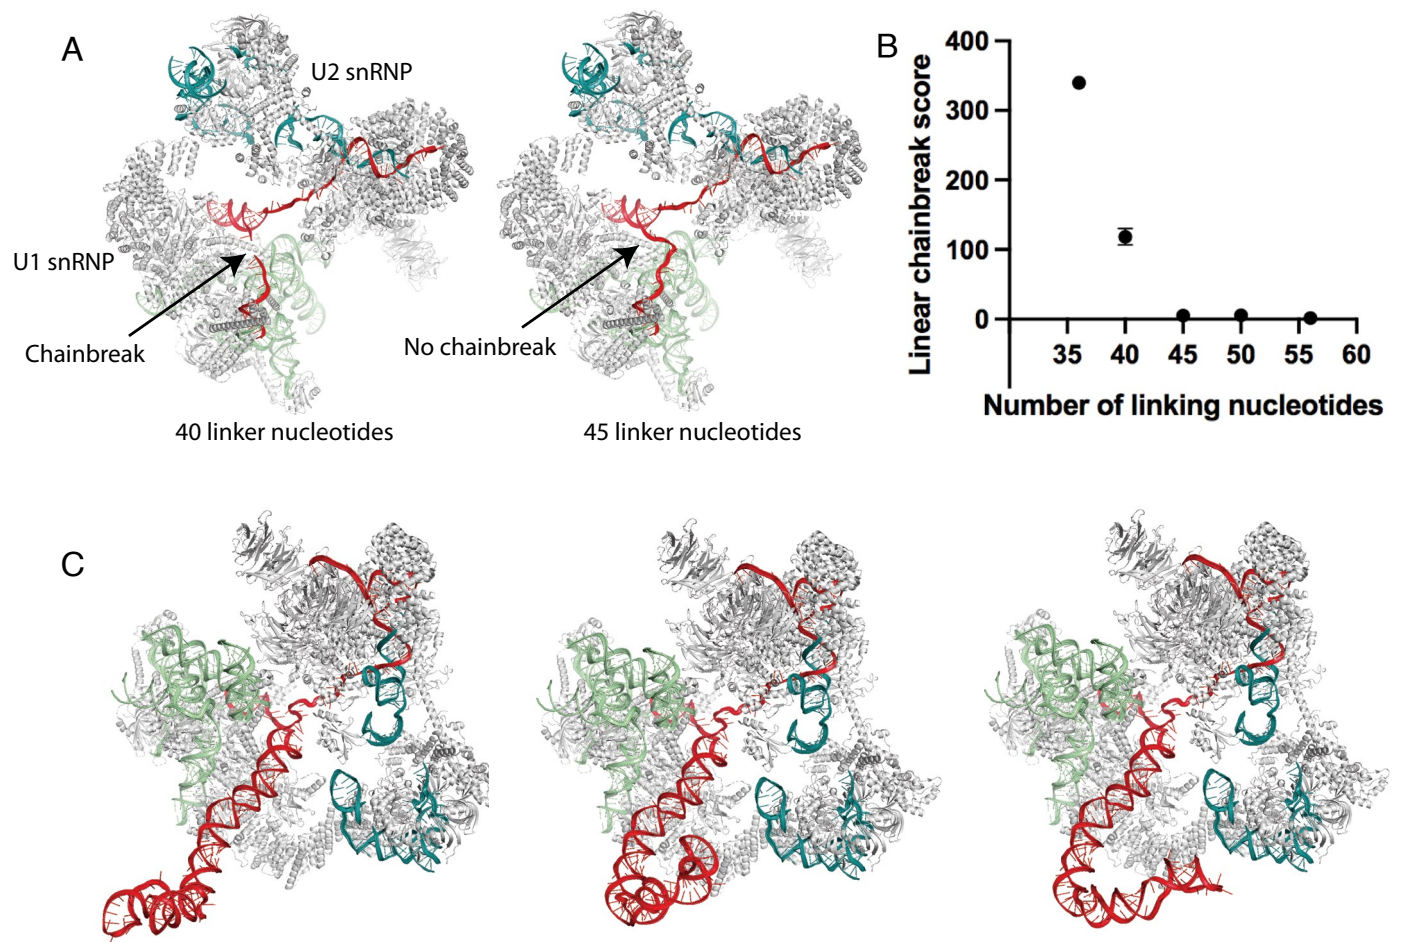 A
U2 snRNP
U1 snRNP
Chainbreak
No chainbreak
40 linker nucleotides
45 linker nucleotides
B
Linear chainbreak score
400
300
200
100
0
35 40 45 50 55 60
Number of linking nucleotides
C